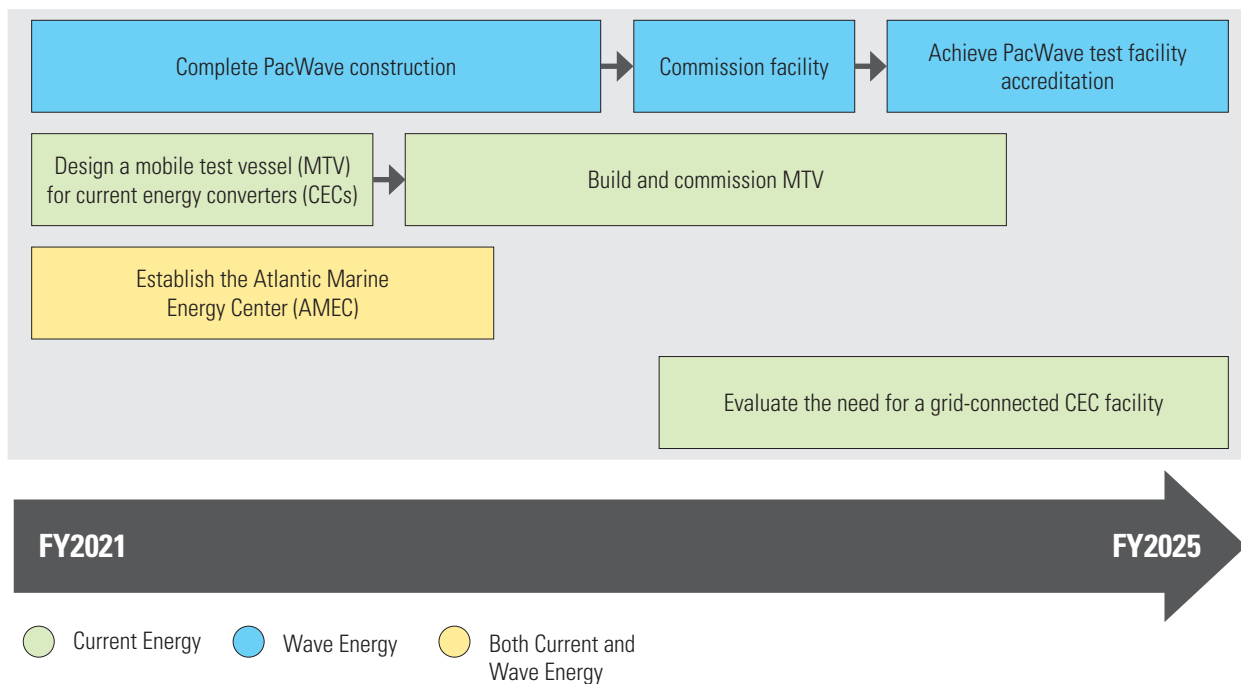 Complete PacWave construction
Commission facility
Achieve PacWave test facility
accreditation
Design a mobile test vessel (MTV)
for current energy converters (CECs)
Build and commission MTV
Establish the Atlantic Marine
Energy Center (AMEC)
Evaluate the need for a grid-connected CEC facility
FY2021
FY2025
Current Energy
Wave Energy
Both Current and
Wave Energy